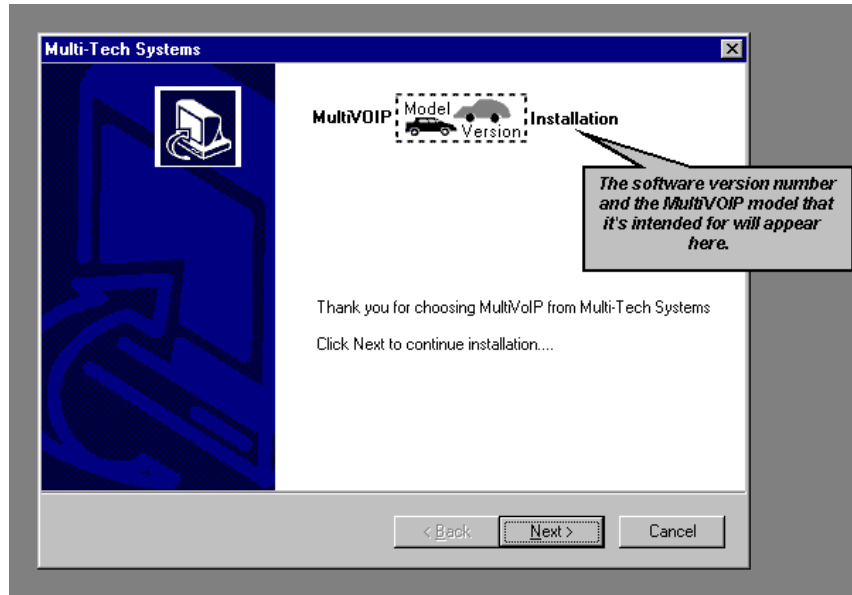 Multi-Tech Systems
MultiVOIP Model Version Installation
The software version number
and the MultiVOIP model that
it's intended for will appear
here.
Thank you for choosing MultiVoIP from Multi-Tech Systems
Click Next to continue installation....
< Back Next > Cancel